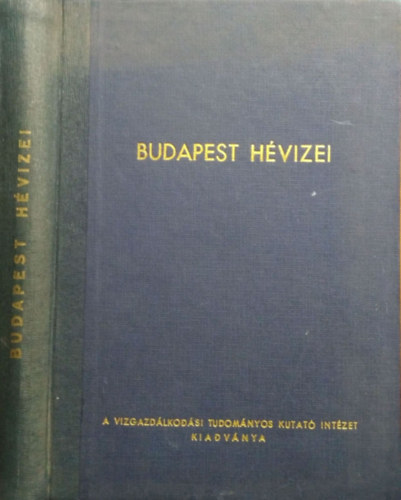 BUDAPEST HÉVIZEI
BUDAPEST HÉVIZEI
A VIZGAZDÁLKODÁSI TUDOMÁNYOS KUTATÓ INTÉZET
KIADVÁNYA